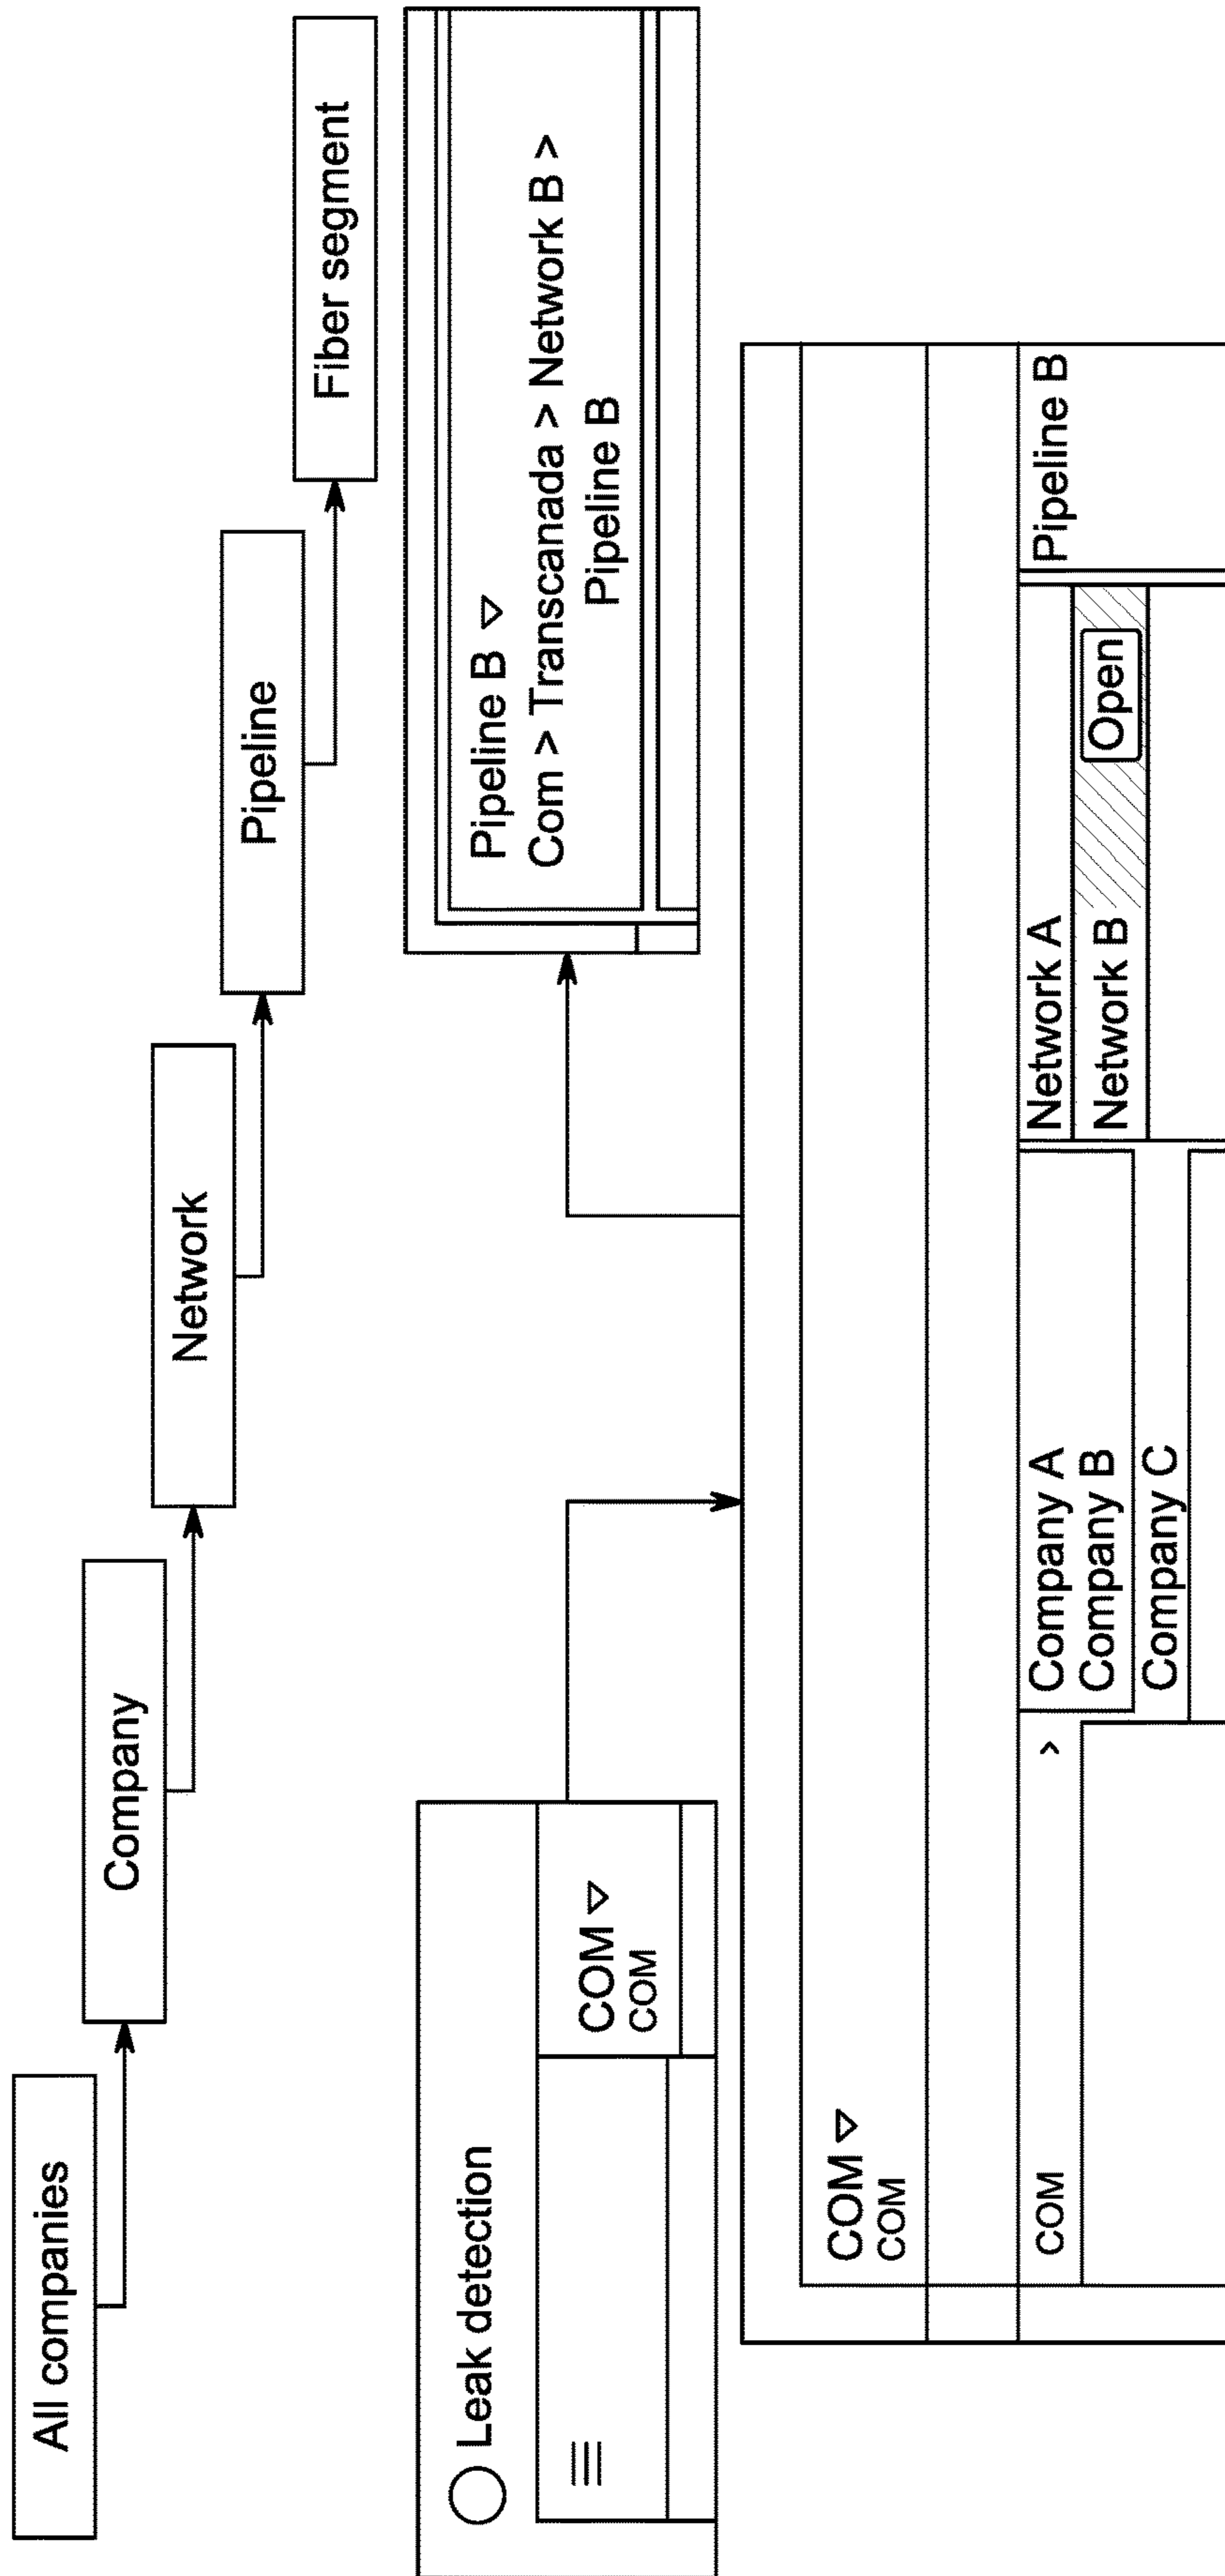 All companies
Company
Network
Pipeline
Fiber segment
Leak detection
COM ▽
COM
Pipeline B ▽
Com > Transcanada > Network B >
Pipeline B
COM ▽
COM
COM >
Company A
Company B
Company C
Network A
Network B Open
Pipeline B